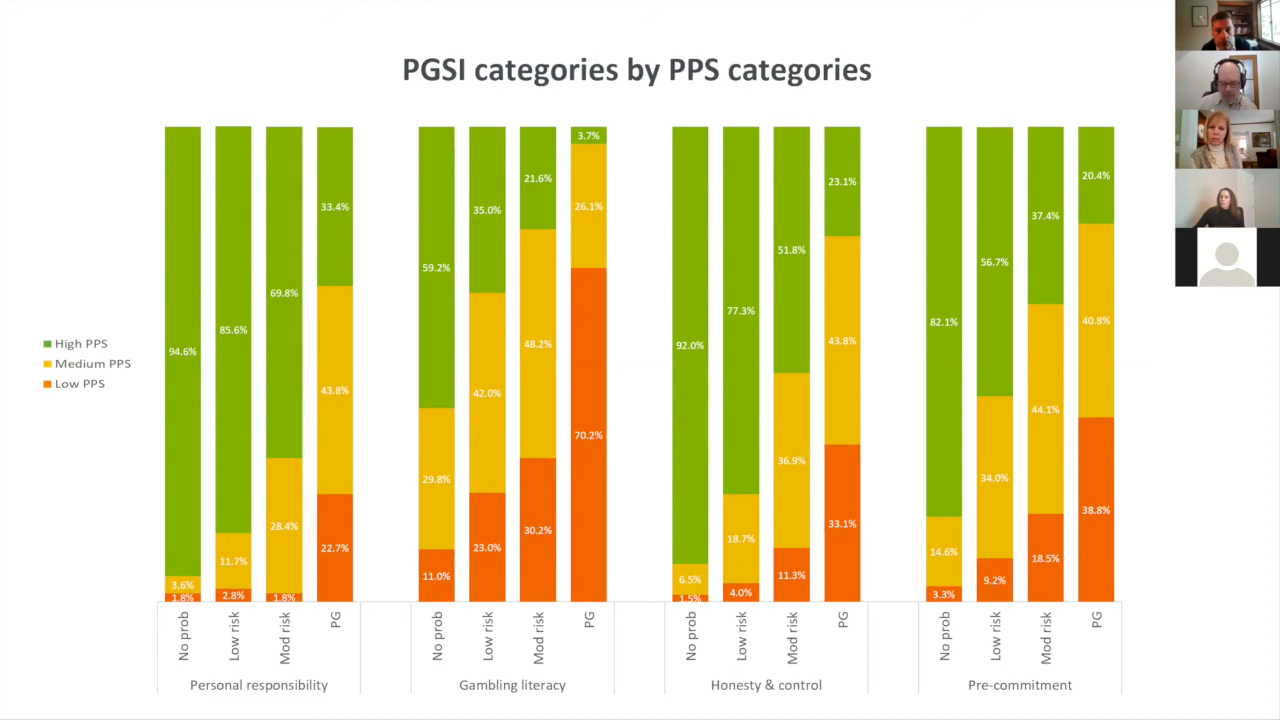 PGSI categories by PPS categories
High PPS
Medium PPS
Low PPS
94.6%
3.6%
1.8%
85.6%
11.7%
2.8%
69.8%
28.4%
1.8%
33.4%
43.8%
22.7%
59.2%
29.8%
11.0%
35.0%
42.0%
23.0%
21.6%
48.2%
30.2%
3.7%
26.1%
70.2%
92.0%
6.5%
1.5%
77.3%
18.7%
4.0%
51.8%
36.9%
11.3%
23.1%
43.8%
33.1%
82.1%
14.6%
3.3%
56.7%
34.0%
9.2%
37.4%
44.1%
18.5%
20.4%
40.8%
38.8%
No prob
Low risk
Mod risk
PG
No prob
Low risk
Mod risk
PG
No prob
Low risk
Mod risk
PG
No prob
Low risk
Mod risk
PG
Personal responsibility
Gambling literacy
Honesty & control
Pre-commitment